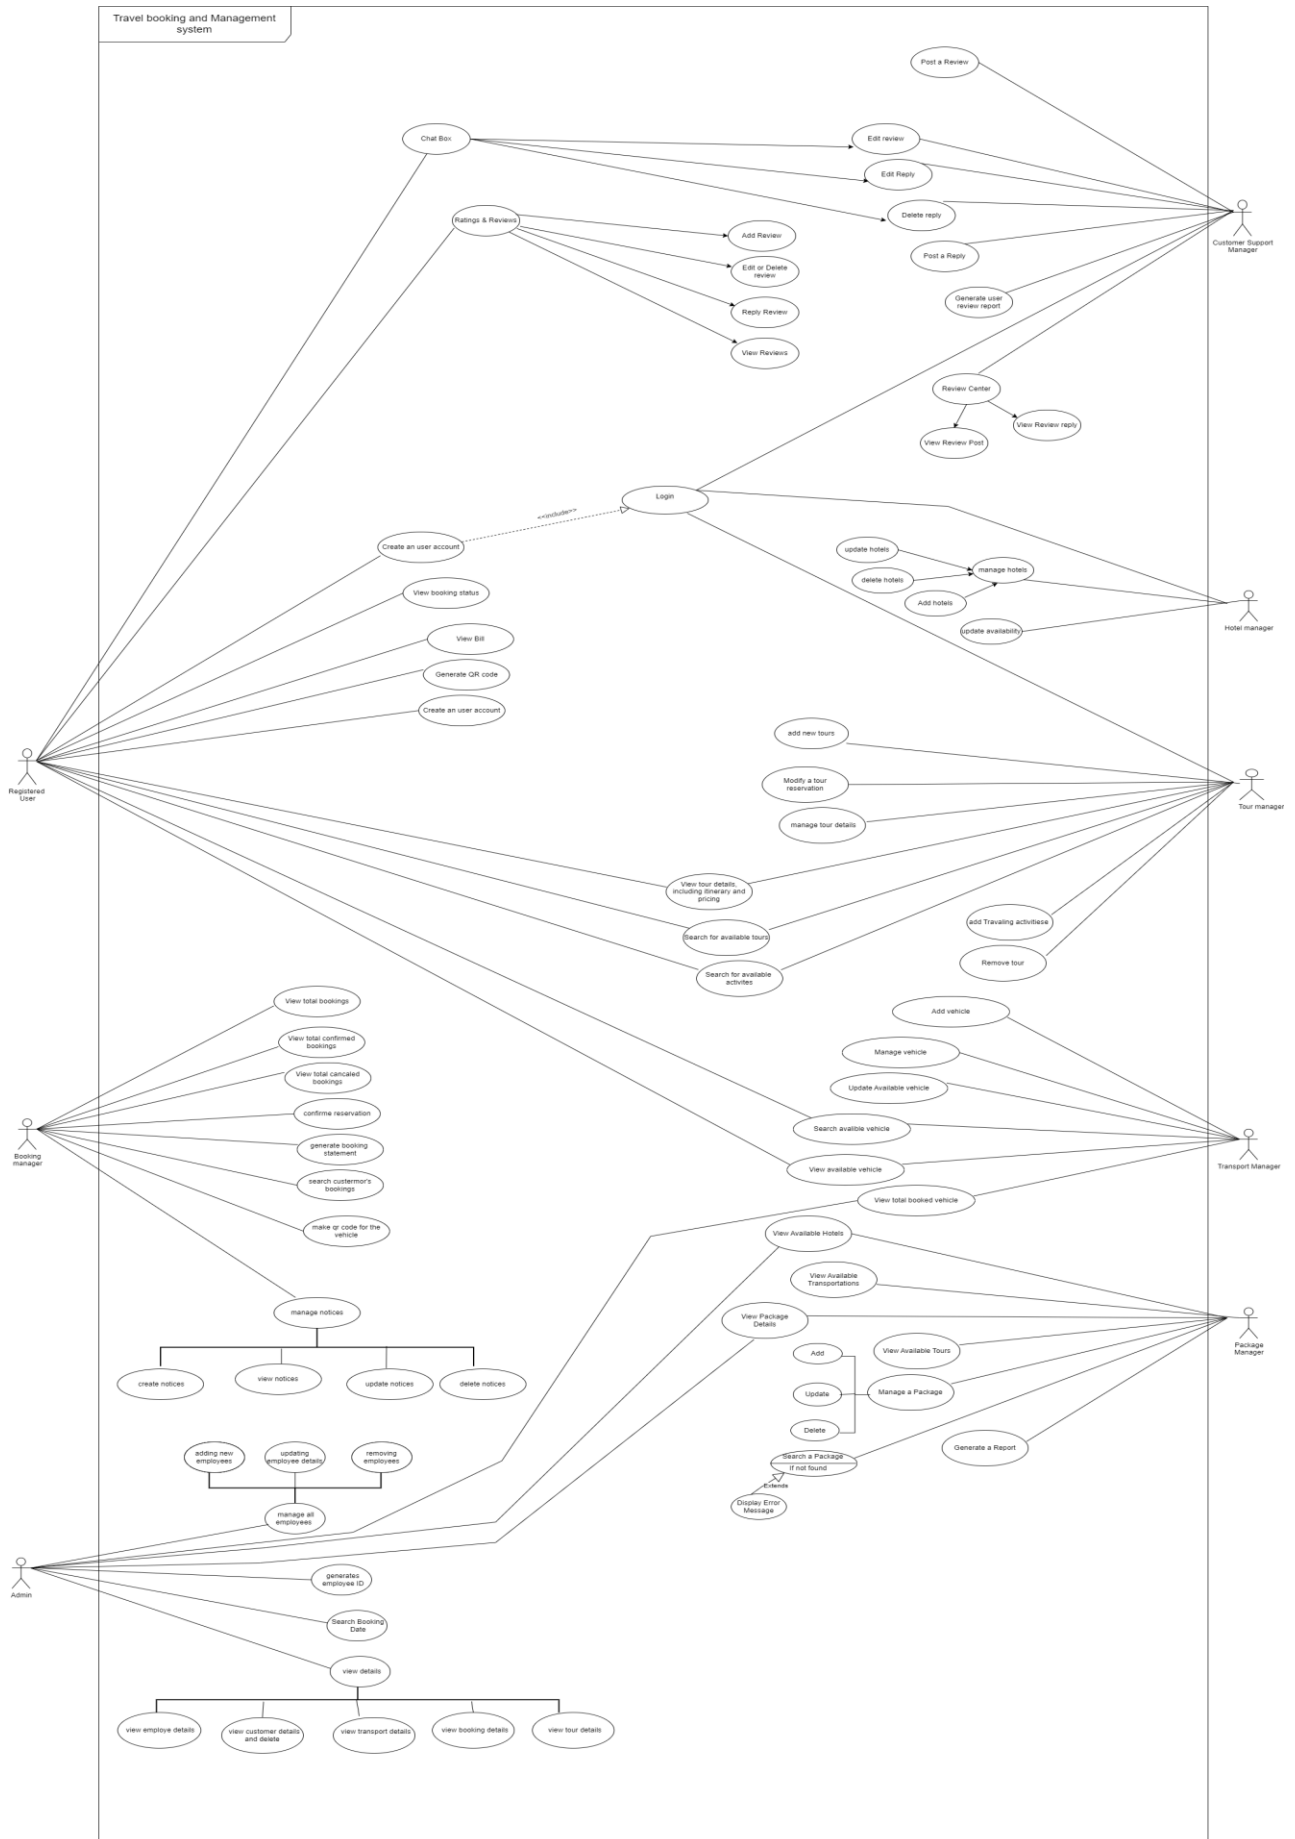 Travel booking and Management
system
Post a Review
Chat Box
Edit review
Edit Reply
Delete reply
Customer Support
Manager
Ratings & Reviews
Add Review
Post a Reply
Edit or Delete
review
Generate user
review report
Reply Review
View Reviews
Review Center
View Review reply
View Review Post
Login
<<include>>
Create an user account
update hotels
manage hotels
delete hotels
Add hotels
Hotel manager
update availability
View booking status
View Bill
Generate QR code
Create an user account
Registered
User
add new tours
Modify a tour
reservation
manage tour details
Tour manager
View tour details,
including itinerary and
pricing
Search for available tours
Search for available
activites
add Travaling activitiese
Remove tour
View total bookings
View total confirmed
bookings
View total cancaled
bookings
confirme reservation
generate booking
statement
search custermor's
bookings
make qr code for the
vehicle
Booking
manager
Add vehicle
Manage vehicle
Update Available vehicle
Search avalible vehicle
View available vehicle
View total booked vehicle
Transport Manager
View Available Hotels
View Available
Transportations
View Package
Details
View Available Tours
Package
Manager
Add
Update
Delete
Manage a Package
Generate a Report
Search a Package
If not found
Extends
Display Error
Message
manage notices
create notices
view notices
update notices
delete notices
adding new
employees
updating
employee details
removing
employees
manage all
employees
Admin
generates
employee ID
Search Booking
Date
view details
view employe details
view customer details
and delete
view transport details
view booking details
view tour details